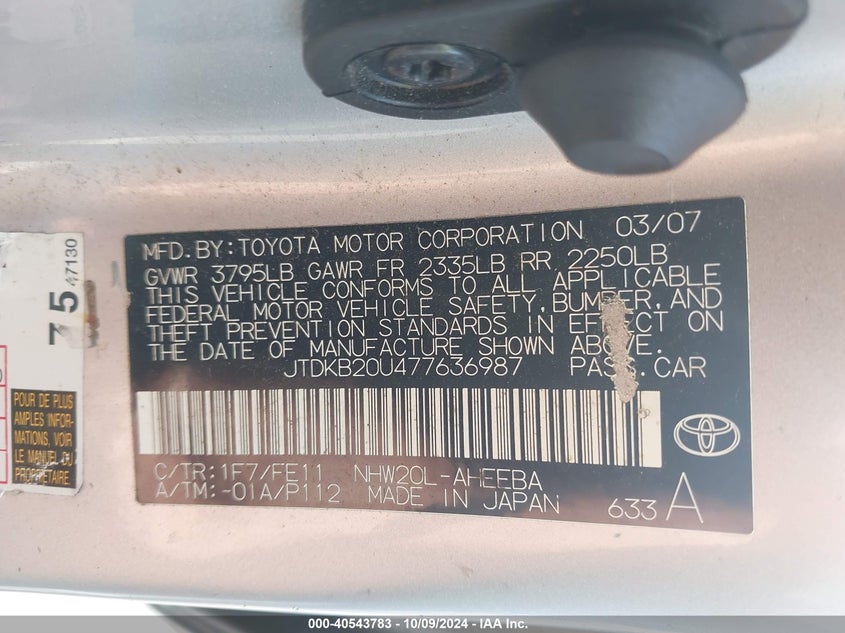 MFD.BY:TOYOTA MOTOR CORPORATION 03/07
GVWR 3795LB GAWR FR 2335LB RR 2250LB
THIS VEHICLE CONFORMS TO ALL APPLICABLE
FEDERAL MOTOR VEHICLE SAFETY,BUMPER,AND
THEFT PREVENTION STANDARDS IN EFFECT ON
THE DATE OF MANUFACTURE SHOWN ABOVE.
JTDKB20U477636987 PASS.CAR
C/TR:1F7/FE11 NHW20L-AHEEBA
A/TM:-01A/P112 MADE IN JAPAN 633 A
47130
POUR DE PLUS
AMPLES INFOR-
MATIONS, VOIR
LE MANUEL DU
000-40543783 - 10/09/2024 - IAA Inc.